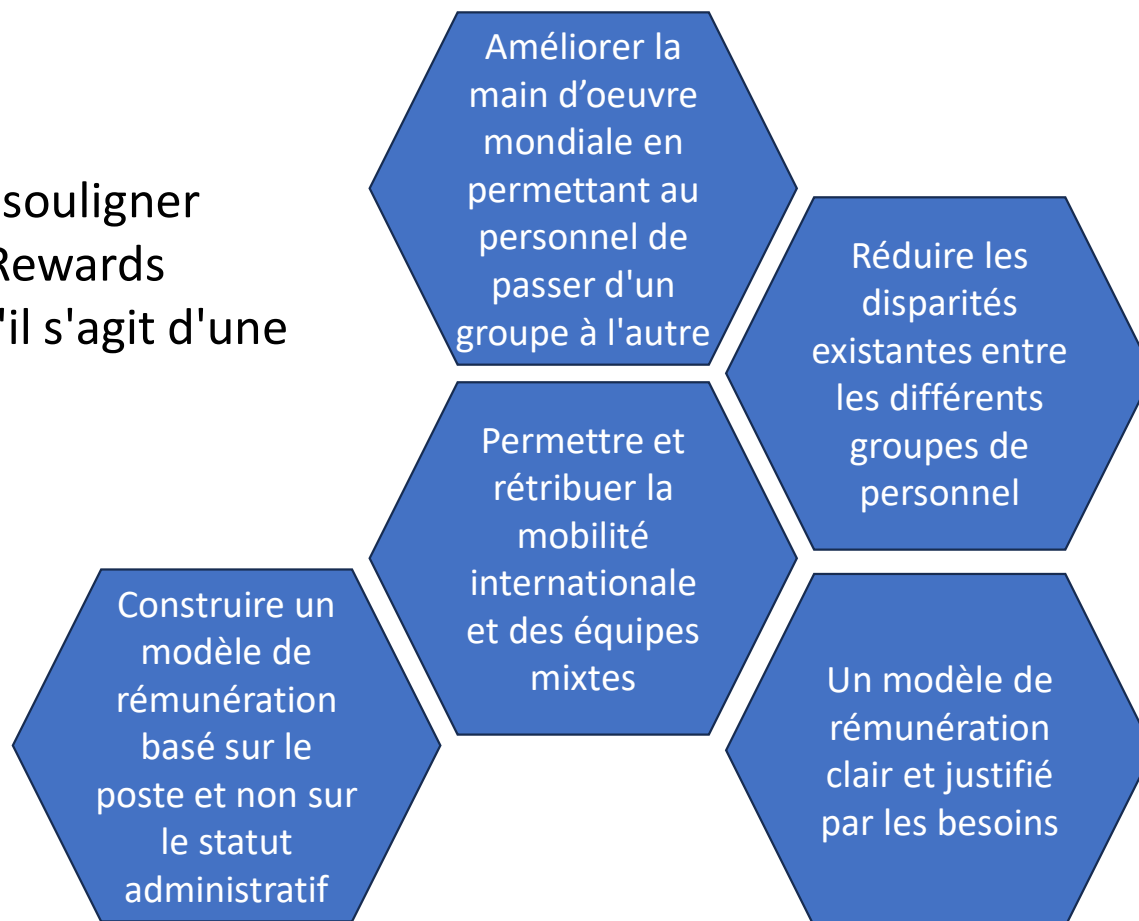 souligner
Rewards
'il s'agit d'une
Améliorer la
main d’oeuvre
mondiale en
permettant au
personnel de
passer d'un
groupe à l'autre
Réduire les
disparités
existantes entre
les différents
groupes de
personnel
Permettre et
rétribuer la
mobilité
internationale
et des équipes
mixtes
Construire un
modèle de
rémunération
basé sur le
poste et non sur
le statut
administratif
Un modèle de
rémunération
clair et justifié
par les besoins